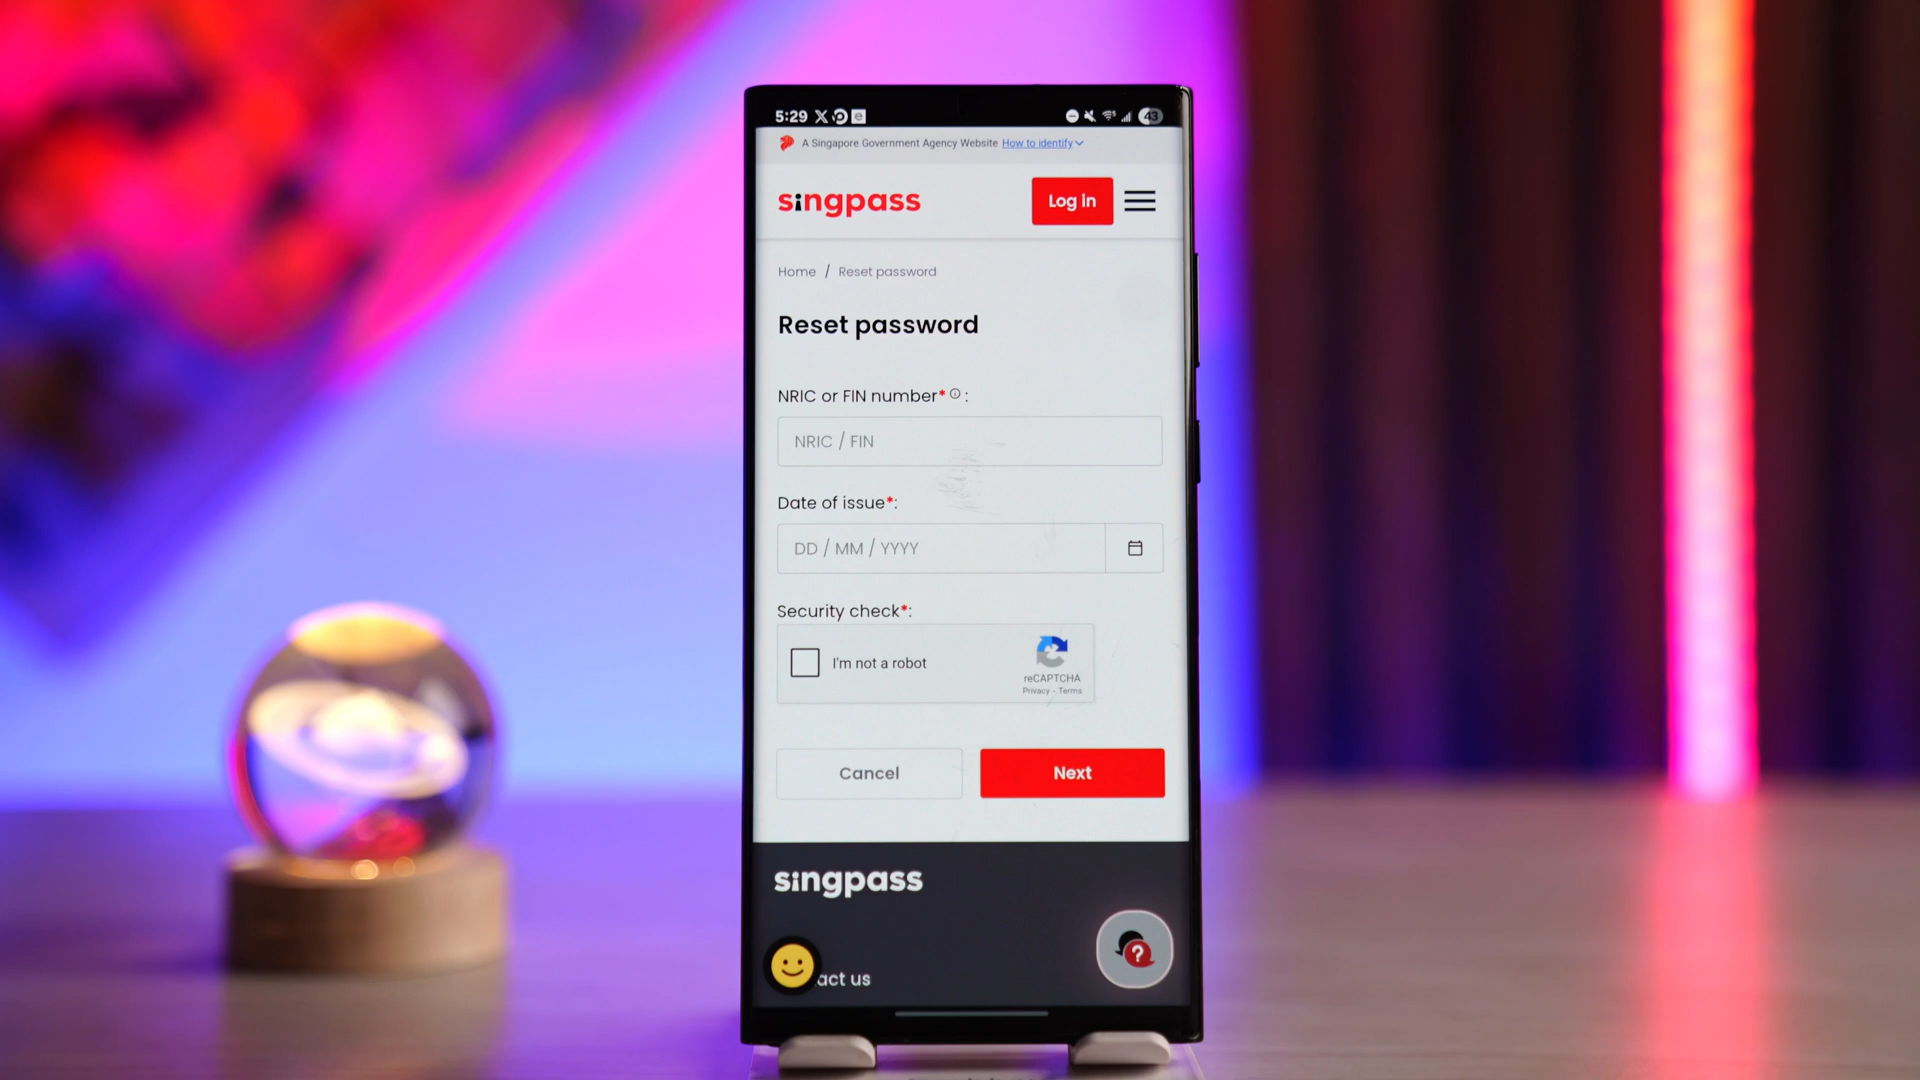 5:29
43
A Singapore Government Agency Website How to identify
singpass
Log in
Home / Reset password
Reset password
NRIC or FIN number* :
NRIC / FIN
Date of issue*:
DD / MM / YYYY
Security check*:
I'm not a robot
reCAPTCHA
Privacy - Terms
Cancel
Next
singpass
act us